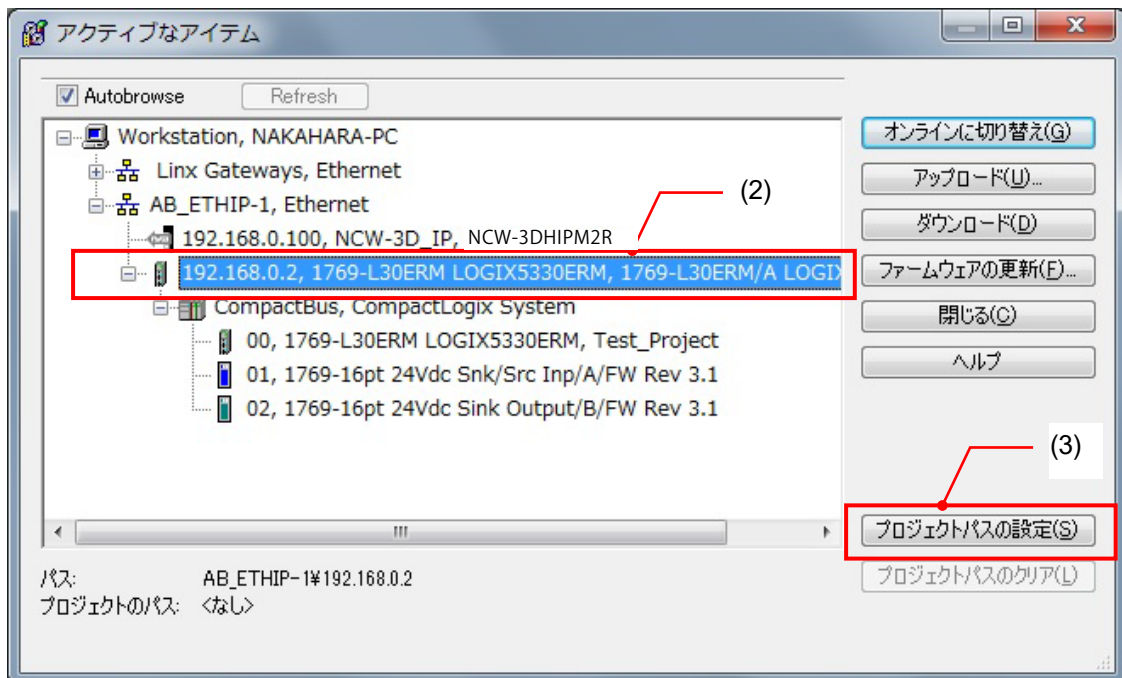 アクティブなアイテム
Autobrowse
Refresh
Workstation, NAKAHARA-PC
オンラインに切り替え(G)
Linx Gateways, Ethernet
アップロード(U)...
(2)
AB_ETHIP-1, Ethernet
ダウンロード(D)
192.168.0.100, NCW-3D_IP, NCW-3DHIPM2R
192.168.0.2, 1769-L30ERM LOGIX5330ERM, 1769-L30ERM/A LOGIX
ファームウェアの更新(F)...
CompactBus, CompactLogix System
閉じる(C)
00, 1769-L30ERM LOGIX5330ERM, Test_Project
ヘルプ
01, 1769-16pt 24Vdc Snk/Src Inp/A/FW Rev 3.1
02, 1769-16pt 24Vdc Sink Output/B/FW Rev 3.1
(3)
プロジェクトパスの設定(S)
パス: AB_ETHIP-1¥192.168.0.2
プロジェクトパスのクリア(L)
プロジェクトのパス: <なし>